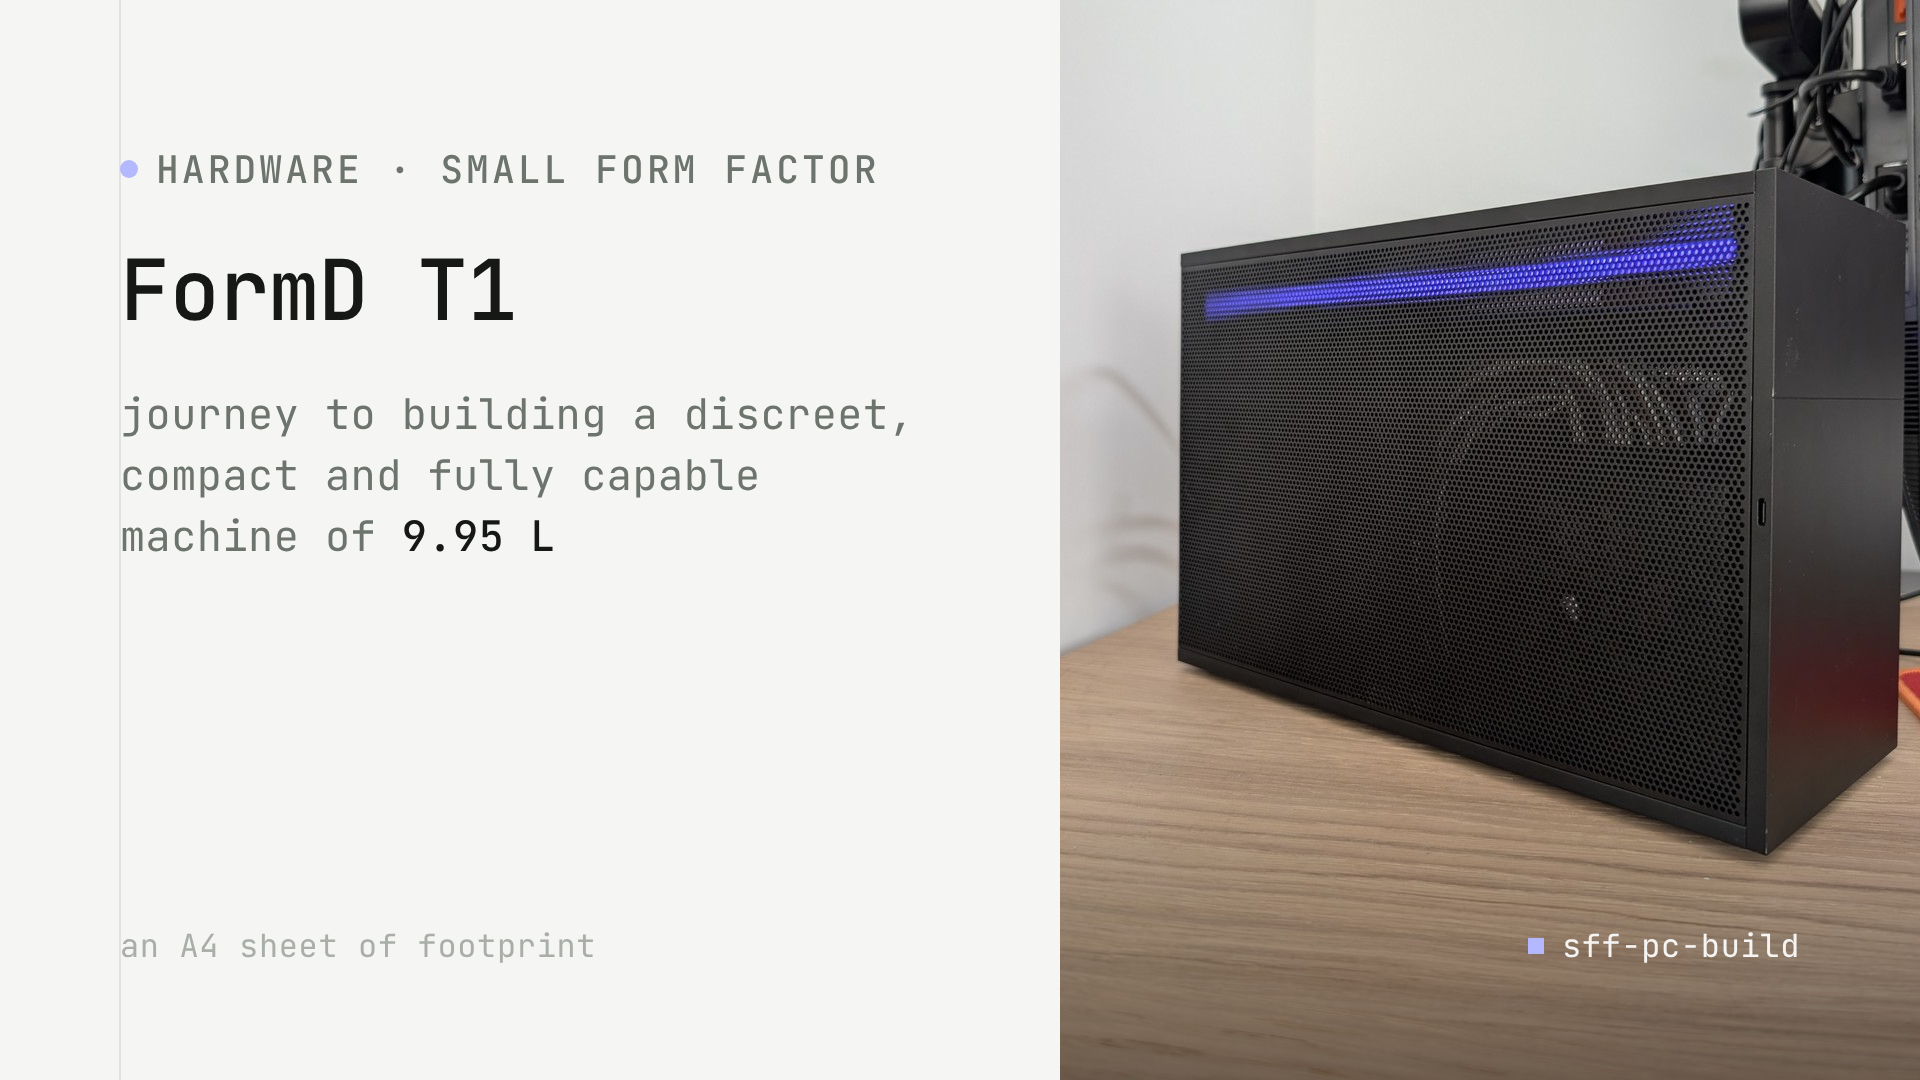 HARDWARE · SMALL FORM FACTOR
FormD T1
journey to building a discreet,
compact and fully capable
machine of 9.95 L
an A4 sheet of footprint
sff-pc-build